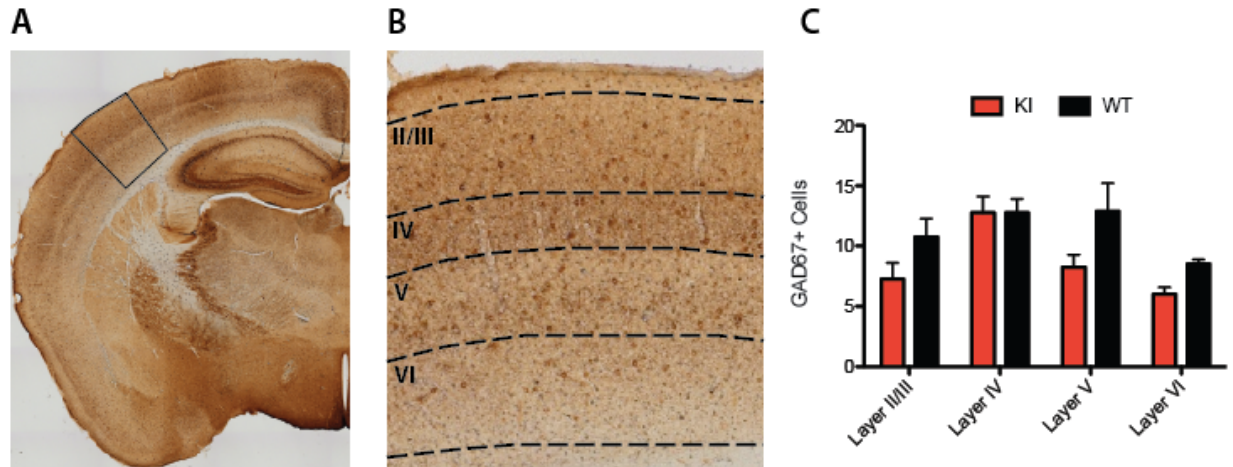 A
B
C
II/III
IV
V
VI
KI WT
GAD67+ Cells
20
15
10
5
0
Layer II/III
Layer IV
Layer V
Layer VI